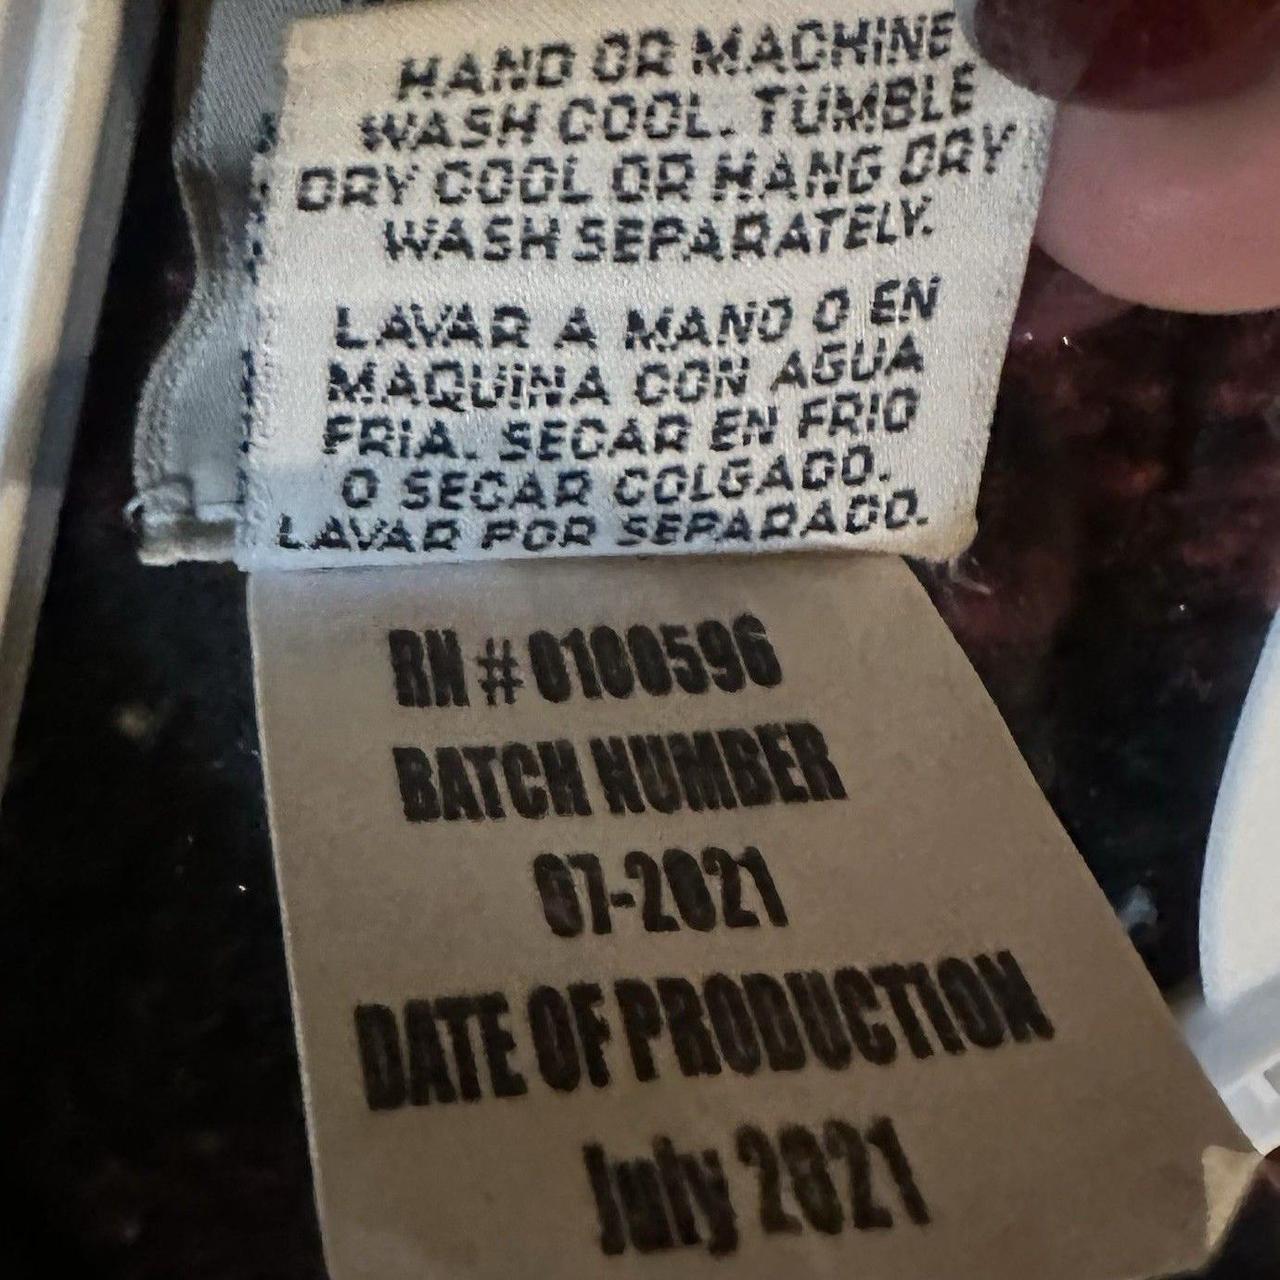 HAND OR MACHINE
WASH COOL. TUMBLE
DRY COOL OR HANG DRY
WASH SEPARATELY.
LAVAR A MANO O EN
MAQUINA CON AGUA
FRIA. SECAR EN FRIO
O SECAR COLGADO.
LAVAR POR SEPARADO.
RN # 0100596
BATCH NUMBER
07-2021
DATE OF PRODUCTION
July 2021